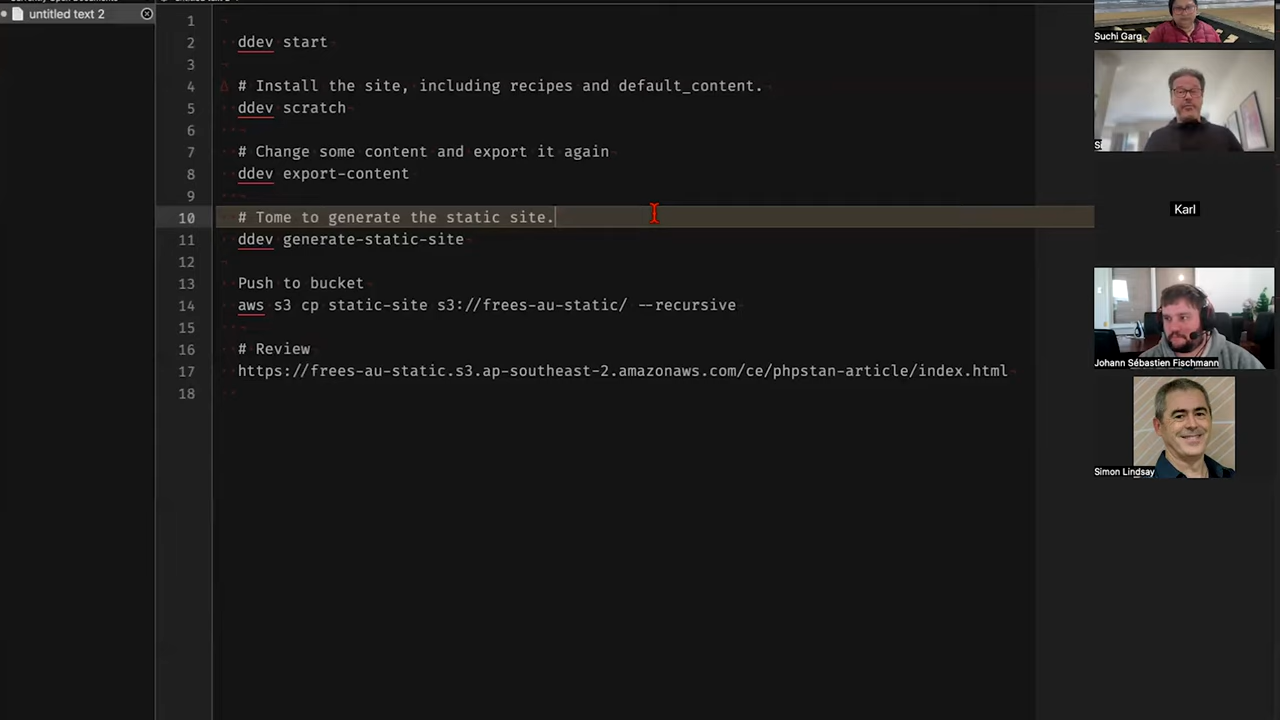 untitled text 2
1
2 ddev start
3
4 # Install the site, including recipes and default_content.
5 ddev scratch
6
7 # Change some content and export it again
8 ddev export-content
9
10 # Tome to generate the static site.
11 ddev generate-static-site
12
13 Push to bucket
14 aws s3 cp static-site s3://frees-au-static/ --recursive
15
16 # Review
17 https://frees-au-static.s3.ap-southeast-2.amazonaws.com/ce/phpstan-article/index.html
18
Suchi Garg
Karl
Johann Sébastien Fischmann
Simon Lindsay